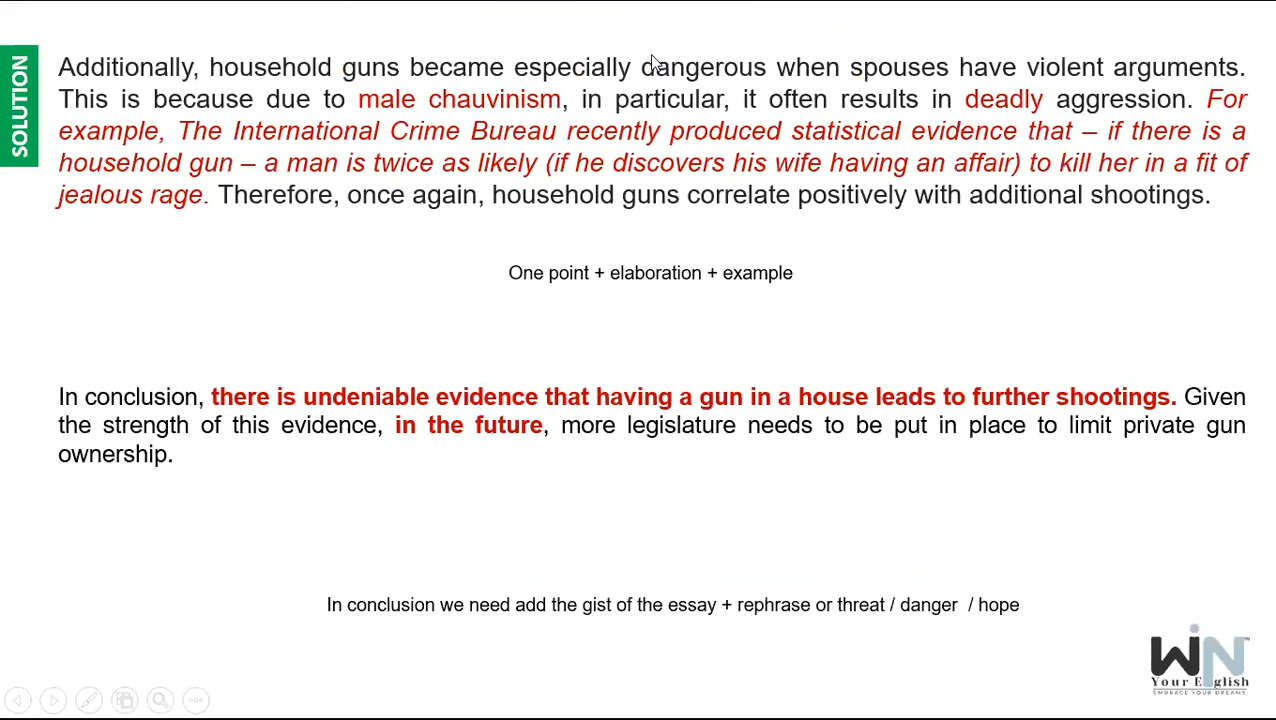 SOLUTION
Additionally, household guns became especially dangerous when spouses have violent arguments.
This is because due to male chauvinism, in particular, it often results in deadly aggression. For
example, The International Crime Bureau recently produced statistical evidence that – if there is a
household gun – a man is twice as likely (if he discovers his wife having an affair) to kill her in a fit of
jealous rage. Therefore, once again, household guns correlate positively with additional shootings.
One point + elaboration + example
In conclusion, there is undeniable evidence that having a gun in a house leads to further shootings. Given
the strength of this evidence, in the future, more legislature needs to be put in place to limit private gun
ownership.
In conclusion we need add the gist of the essay + rephrase or threat / danger / hope
WiN
Your English
EMBRACE YOUR DREAMS